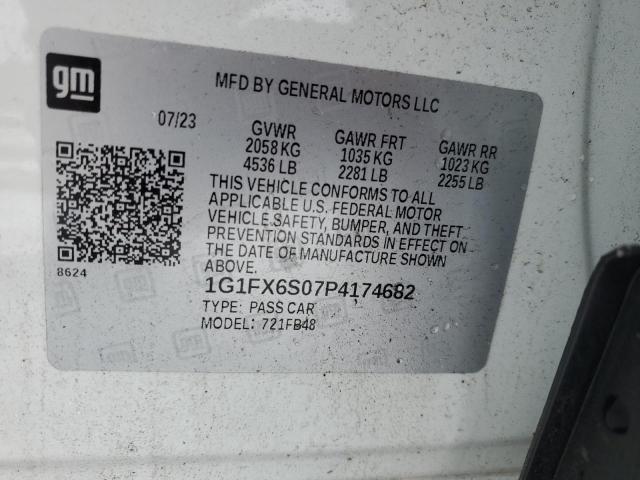 gm
MFD BY GENERAL MOTORS LLC
07/23
GVWR
2058 KG
4536 LB
GAWR FRT
1035 KG
2281 LB
GAWR RR
1023 KG
2255 LB
THIS VEHICLE CONFORMS TO ALL
APPLICABLE U.S. FEDERAL MOTOR
VEHICLE SAFETY, BUMPER, AND THEFT
PREVENTION STANDARDS IN EFFECT ON
THE DATE OF MANUFACTURE SHOWN
ABOVE.
8624
1G1FX6S07P4174682
TYPE: PASS CAR
MODEL: 721FB48